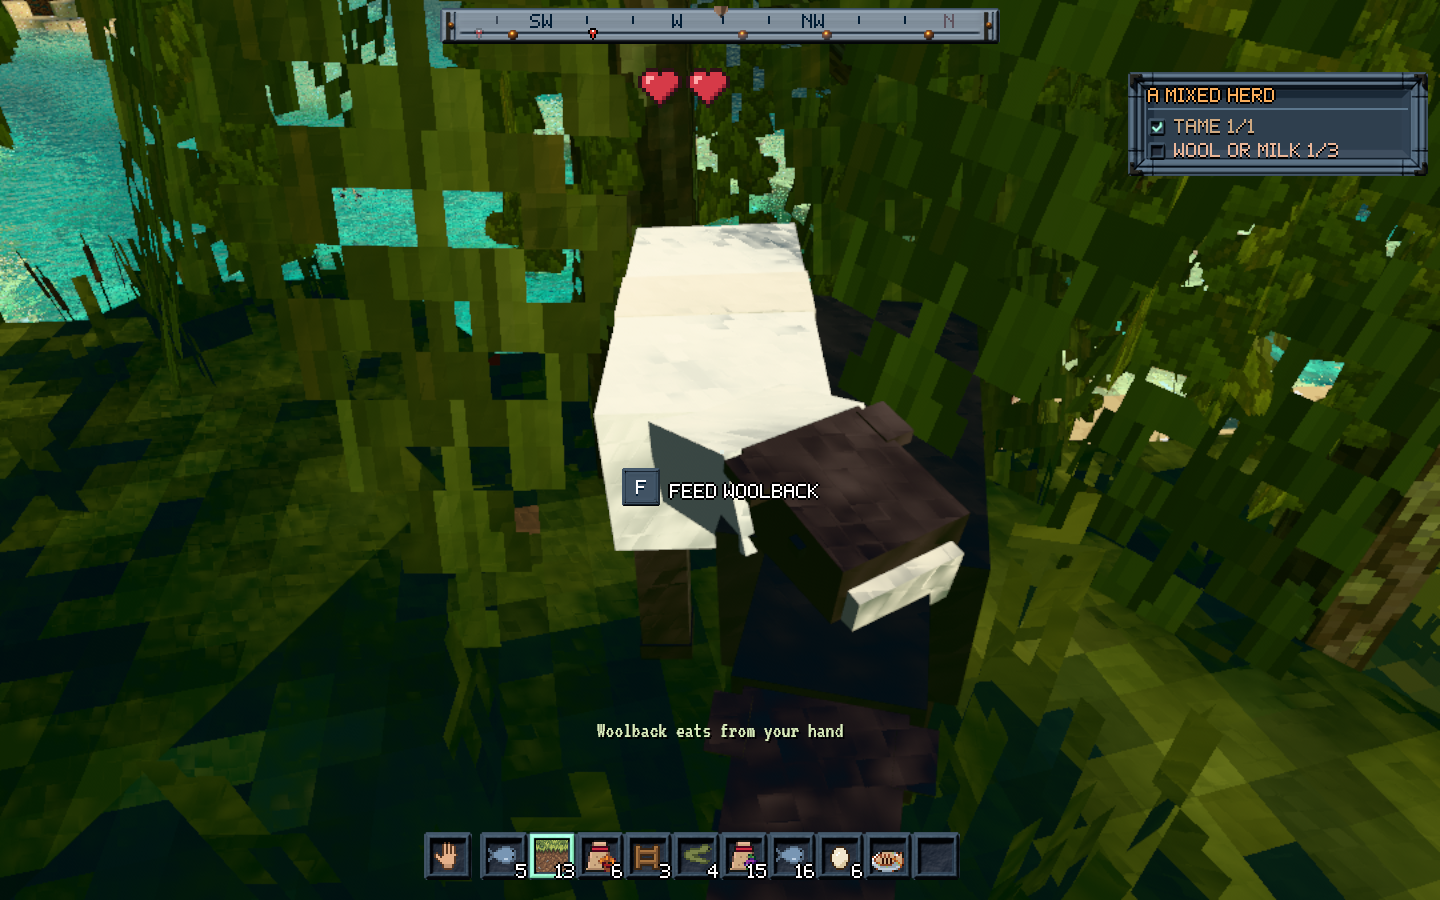 SW W NW N
A MIXED HERD
TAME 1/1
WOOL OR MILK 1/3
F FEED WOOLBACK
Woolback eats from your hand
5 13 6 3 4 15 16 6